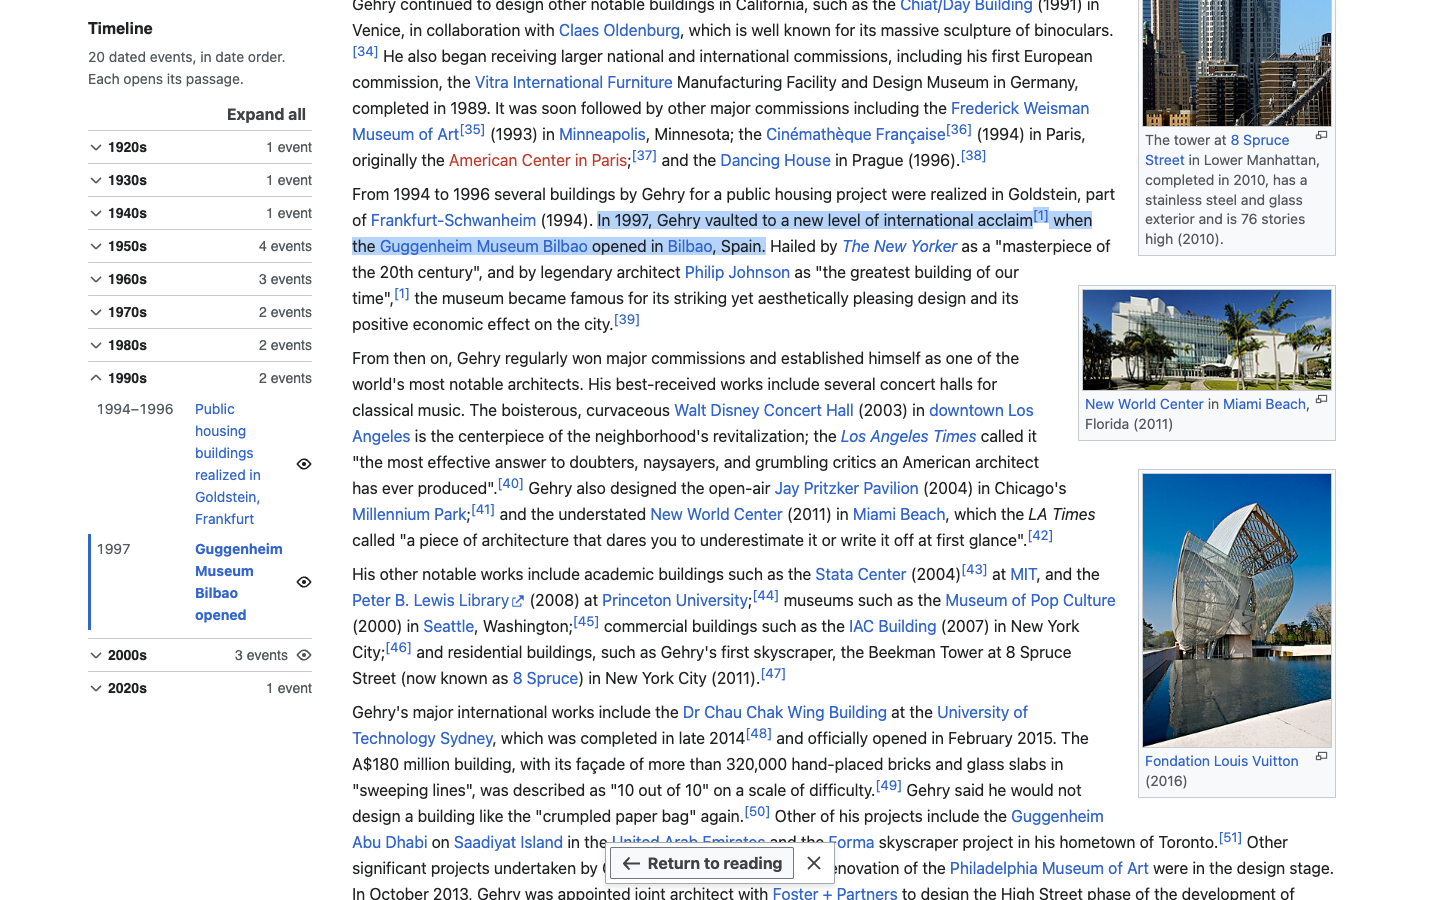 Timeline
20 dated events, in date order.
Each opens its passage.
Expand all
1920s 1 event
1930s 1 event
1940s 1 event
1950s 4 events
1960s 3 events
1970s 2 events
1980s 2 events
1990s 2 events
1994–1996 Public
housing
buildings
realized in
Goldstein,
Frankfurt
1997 Guggenheim
Museum
Bilbao
opened
2000s 3 events
2020s 1 event
Gehry continued to design other notable buildings in California, such as the Chiat/Day Building (1991) in
Venice, in collaboration with Claes Oldenburg, which is well known for its massive sculpture of binoculars.
[34] He also began receiving larger national and international commissions, including his first European
commission, the Vitra International Furniture Manufacturing Facility and Design Museum in Germany,
completed in 1989. It was soon followed by other major commissions including the Frederick Weisman
Museum of Art[35] (1993) in Minneapolis, Minnesota; the Cinémathèque Française[36] (1994) in Paris,
originally the American Center in Paris;[37] and the Dancing House in Prague (1996).[38]
From 1994 to 1996 several buildings by Gehry for a public housing project were realized in Goldstein, part
of Frankfurt-Schwanheim (1994). In 1997, Gehry vaulted to a new level of international acclaim[1] when
the Guggenheim Museum Bilbao opened in Bilbao, Spain. Hailed by The New Yorker as a "masterpiece of
the 20th century", and by legendary architect Philip Johnson as "the greatest building of our
time",[1] the museum became famous for its striking yet aesthetically pleasing design and its
positive economic effect on the city.[39]
From then on, Gehry regularly won major commissions and established himself as one of the
world's most notable architects. His best-received works include several concert halls for
classical music. The boisterous, curvaceous Walt Disney Concert Hall (2003) in downtown Los
Angeles is the centerpiece of the neighborhood's revitalization; the Los Angeles Times called it
"the most effective answer to doubters, naysayers, and grumbling critics an American architect
has ever produced".[40] Gehry also designed the open-air Jay Pritzker Pavilion (2004) in Chicago's
Millennium Park;[41] and the understated New World Center (2011) in Miami Beach, which the LA Times
called "a piece of architecture that dares you to underestimate it or write it off at first glance".[42]
His other notable works include academic buildings such as the Stata Center (2004)[43] at MIT, and the
Peter B. Lewis Library (2008) at Princeton University;[44] museums such as the Museum of Pop Culture
(2000) in Seattle, Washington;[45] commercial buildings such as the IAC Building (2007) in New York
City;[46] and residential buildings, such as Gehry's first skyscraper, the Beekman Tower at 8 Spruce
Street (now known as 8 Spruce) in New York City (2011).[47]
Gehry's major international works include the Dr Chau Chak Wing Building at the University of
Technology Sydney, which was completed in late 2014[48] and officially opened in February 2015. The
A$180 million building, with its façade of more than 320,000 hand-placed bricks and glass slabs in
"sweeping lines", was described as "10 out of 10" on a scale of difficulty.[49] Gehry said he would not
design a building like the "crumpled paper bag" again.[50] Other of his projects include the Guggenheim
Abu Dhabi on Saadiyat Island in the United Arab Emirates and the Forma skyscraper project in his hometown of Toronto.[51] Other
significant projects undertaken by enovation of the Philadelphia Museum of Art were in the design stage.
In October 2013, Gehry was appointed joint architect with Foster + Partners to design the High Street phase of the development of
The tower at 8 Spruce
Street in Lower Manhattan,
completed in 2010, has a
stainless steel and glass
exterior and is 76 stories
high (2010).
New World Center in Miami Beach,
Florida (2011)
Fondation Louis Vuitton
(2016)
Return to reading